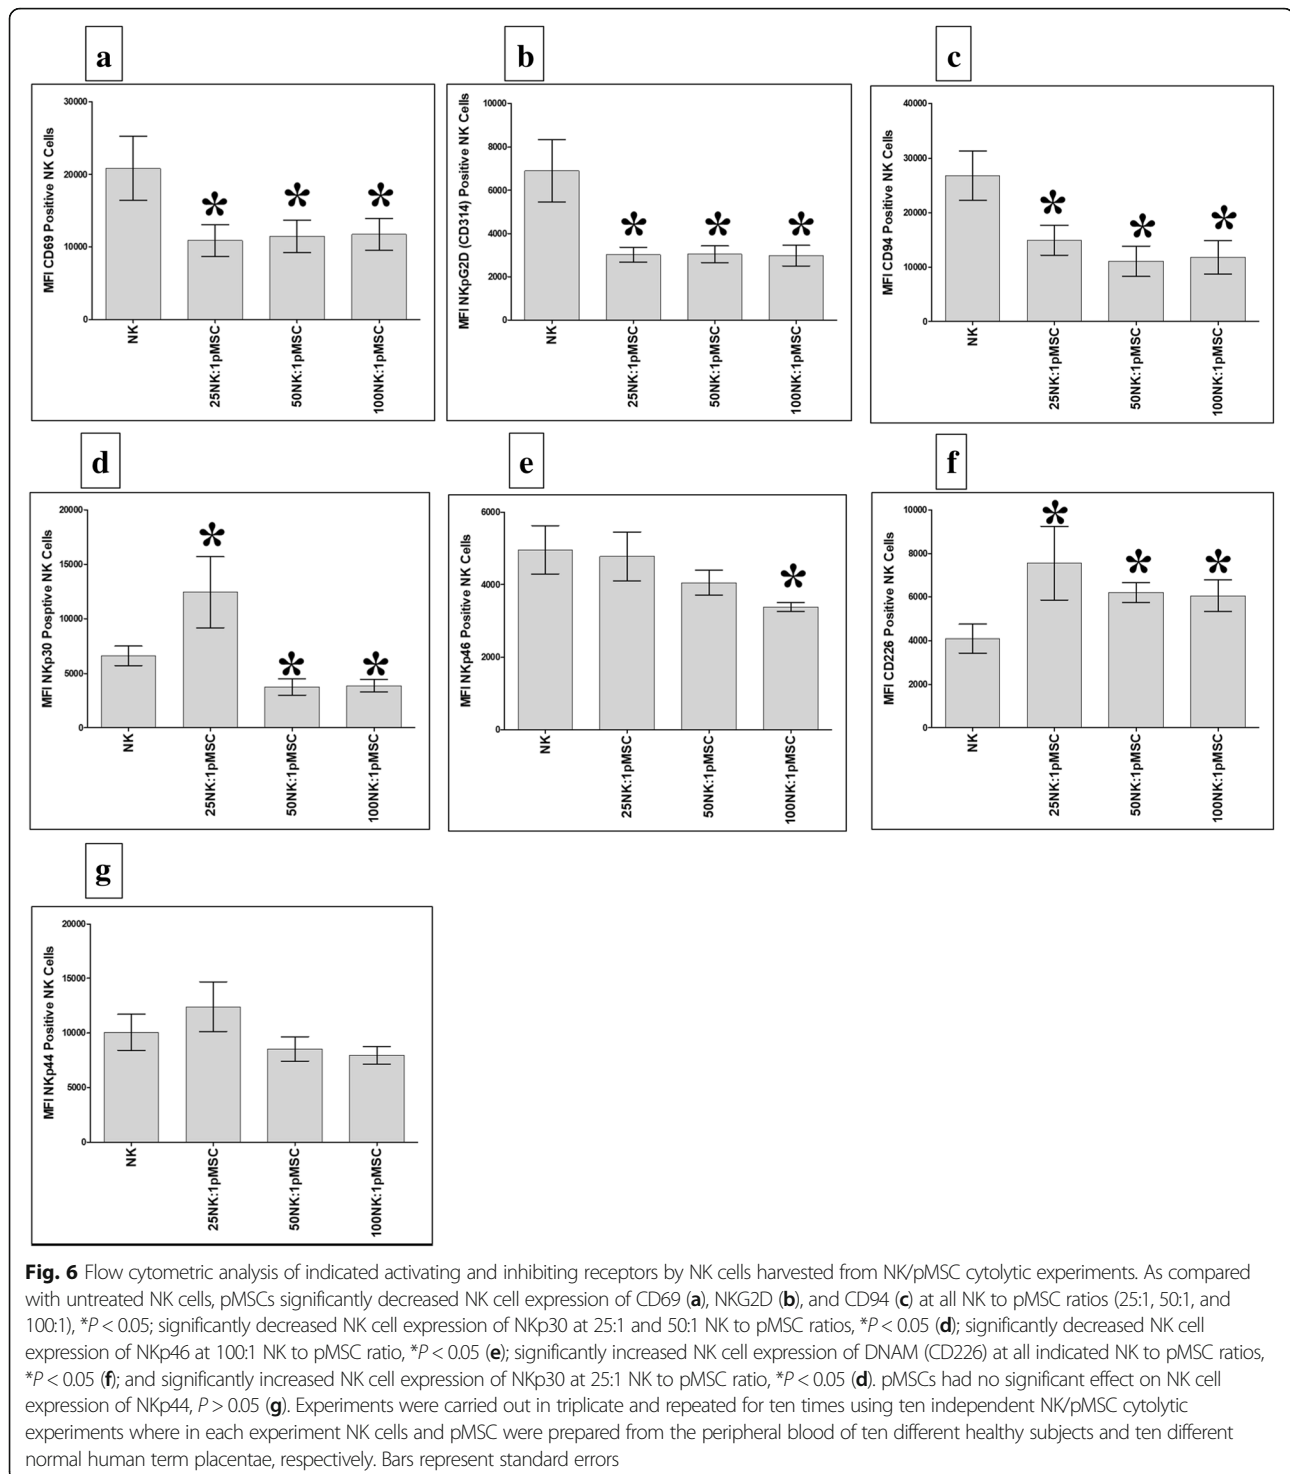 a
30000
20000
10000
0
MFI CD69 Positive NK Cells
*
*
*
NK
25NK:1pMSC
50NK:1pMSC
100NK:1pMSC
b
10000
8000
6000
4000
2000
0
MFI NKpG2D (CD314) Positive NK Cells
*
*
*
NK
25NK:1pMSC
50NK:1pMSC
100NK:1pMSC
c
40000
30000
20000
10000
0
MFI CD94 Positive NK Cells
*
*
*
NK
25NK:1pMSC
50NK:1pMSC
100NK:1pMSC
d
20000
15000
10000
5000
0
MFI NKp30 Posptive NK Cells
*
*
*
NK
25NK:1pMSC
50NK:1pMSC
100NK:1pMSC
e
6000
4000
2000
0
MFI NKp46 Positive NK Cells
*
NK
25NK:1pMSC
50NK:1pMSC
100NK:1pMSC
f
10000
8000
6000
4000
2000
0
MFI CD226 Positive NK Cells
*
*
*
NK
25NK:1pMSC
50NK:1pMSC
100NK:1pMSC
g
20000
15000
10000
5000
0
MFI NKp44 Positive NK Cells
NK
25NK:1pMSC
50NK:1pMSC
100NK:1pMSC
Fig. 6 Flow cytometric analysis of indicated activating and inhibiting receptors by NK cells harvested from NK/pMSC cytolytic experiments. As compared
with untreated NK cells, pMSCs significantly decreased NK cell expression of CD69 (a), NKG2D (b), and CD94 (c) at all NK to pMSC ratios (25:1, 50:1, and
100:1), *P < 0.05; significantly decreased NK cell expression of NKp30 at 25:1 and 50:1 NK to pMSC ratios, *P < 0.05 (d); significantly decreased NK cell
expression of NKp46 at 100:1 NK to pMSC ratio, *P < 0.05 (e); significantly increased NK cell expression of DNAM (CD226) at all indicated NK to pMSC ratios,
*P < 0.05 (f); and significantly increased NK cell expression of NKp30 at 25:1 NK to pMSC ratio, *P < 0.05 (d). pMSCs had no significant effect on NK cell
expression of NKp44, P > 0.05 (g). Experiments were carried out in triplicate and repeated for ten times using ten independent NK/pMSC cytolytic
experiments where in each experiment NK cells and pMSC were prepared from the peripheral blood of ten different healthy subjects and ten different
normal human term placentae, respectively. Bars represent standard errors